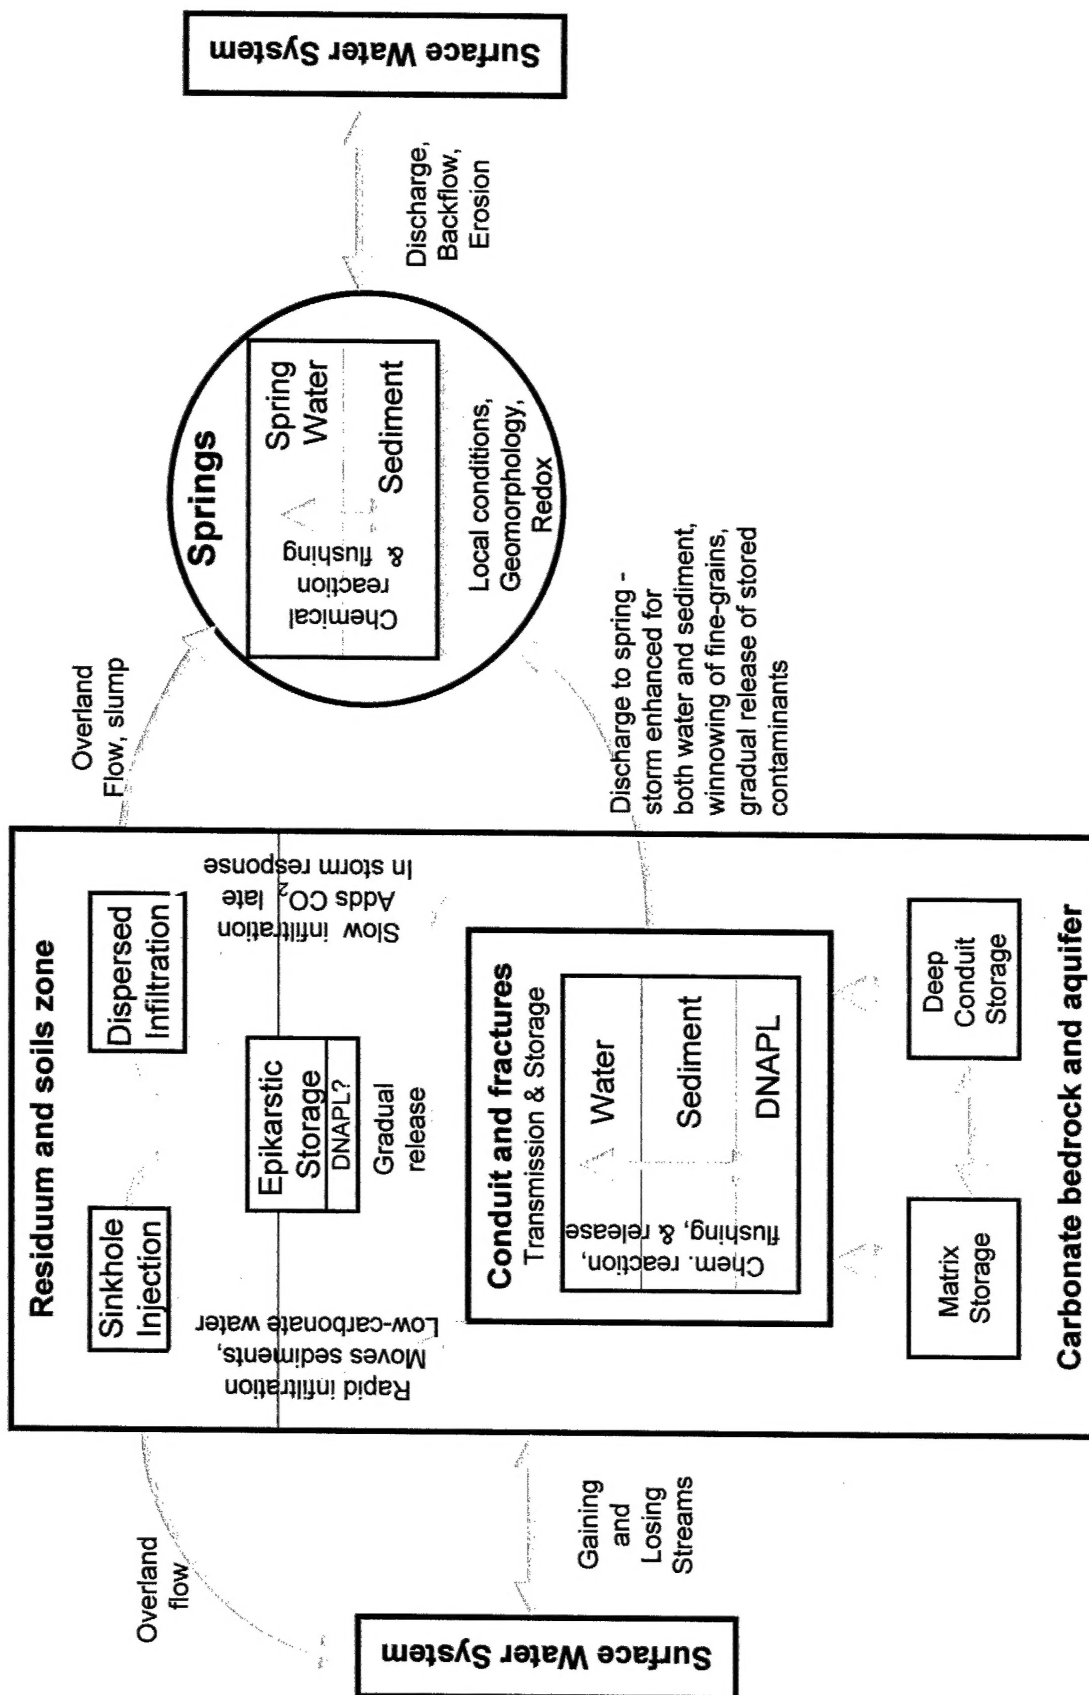 Surface Water System
Overland
flow
Gaining
and
Losing
Streams
Residuum and soils zone
Sinkhole
Injection
Dispersed
Infiltration
Rapid infiltration
Moves sediments,
Low-carbonate water
Epikarstic
Storage
DNAPL?
Gradual
release
Slow infiltration
Adds CO2 late
In storm response
Conduit and fractures
Transmission & Storage
Chem. reaction,
flushing, & release
Water
Sediment
DNAPL
Matrix
Storage
Deep
Conduit
Storage
Carbonate bedrock and aquifer
Overland
Flow, slump
Discharge to spring -
storm enhanced for
both water and sediment,
winnowing of fine-grains,
gradual release of stored
contaminants
Springs
Chemical
reaction
& flushing
Spring
Water
Sediment
Local conditions,
Geomorphology,
Redox
Discharge,
Backflow,
Erosion
Surface Water System